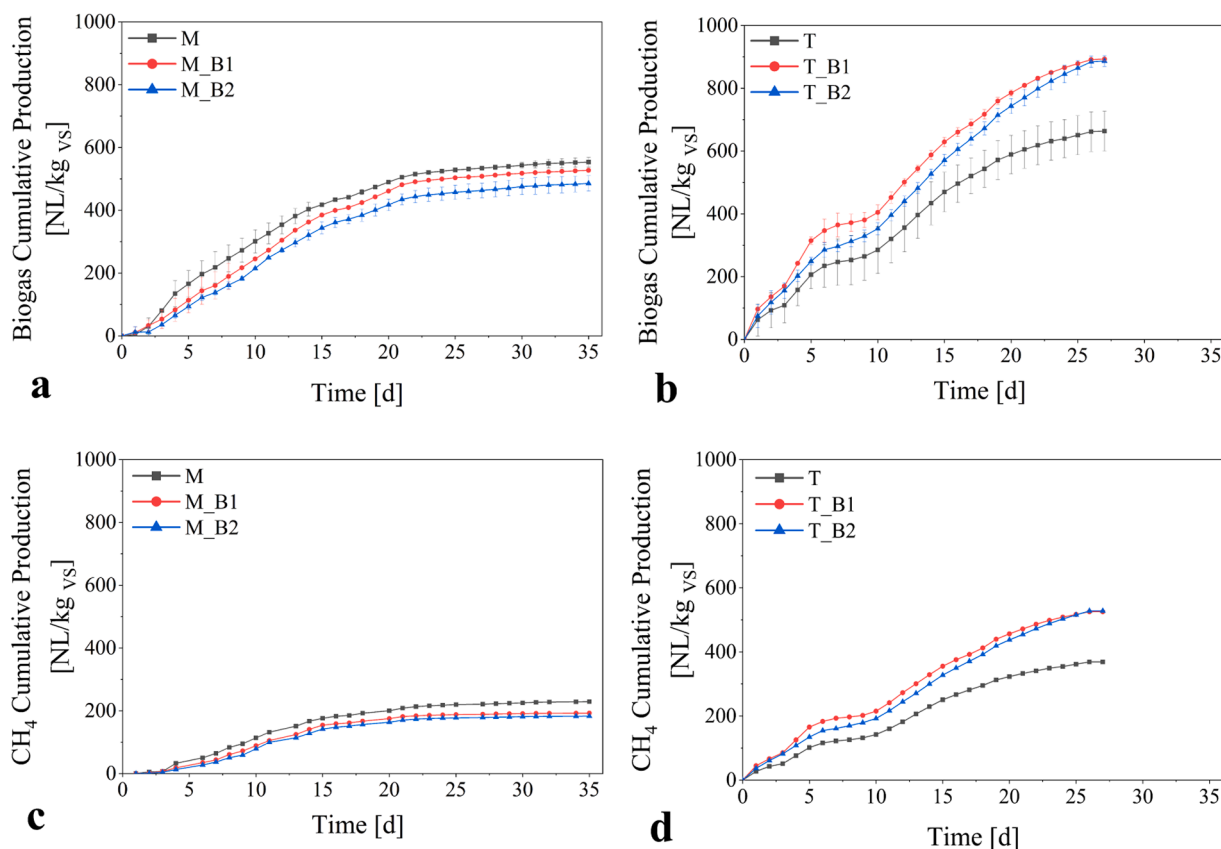 Biogas Cumulative Production
[NL/kg VS]
1000
800
600
400
200
0
M
M_B1
M_B2
0 5 10 15 20 25 30 35
Time [d]
a
Biogas Cumulative Production
[NL/kg VS]
1000
800
600
400
200
0
T
T_B1
T_B2
0 5 10 15 20 25 30 35
Time [d]
b
CH4 Cumulative Production
[NL/kg VS]
1000
800
600
400
200
0
M
M_B1
M_B2
0 5 10 15 20 25 30 35
Time [d]
c
CH4 Cumulative Production
[NL/kg VS]
1000
800
600
400
200
0
T
T_B1
T_B2
0 5 10 15 20 25 30 35
Time [d]
d